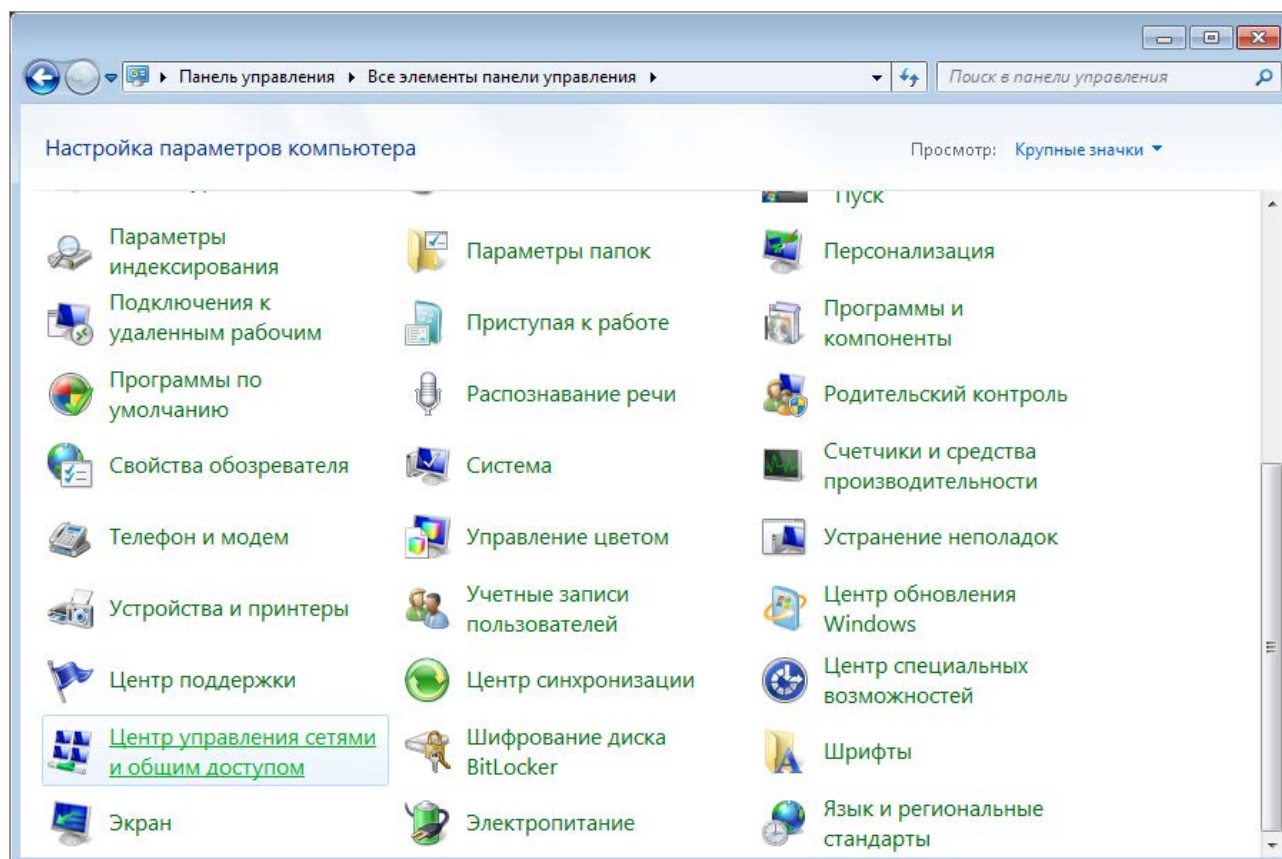 Панель управления ▸ Все элементы панели управления ▸
Поиск в панели управления
Настройка параметров компьютера
Просмотр: Крупные значки
Пуск
Параметры
индексирования
Параметры папок
Персонализация
Подключения к
удаленным рабочим
Приступая к работе
Программы и
компоненты
Программы по
умолчанию
Распознавание речи
Родительский контроль
Свойства обозревателя
Система
Счетчики и средства
производительности
Телефон и модем
Управление цветом
Устранение неполадок
Устройства и принтеры
Учетные записи
пользователей
Центр обновления
Windows
Центр поддержки
Центр синхронизации
Центр специальных
возможностей
Центр управления сетями
и общим доступом
Шифрование диска
BitLocker
Шрифты
Экран
Электропитание
Язык и региональные
стандарты